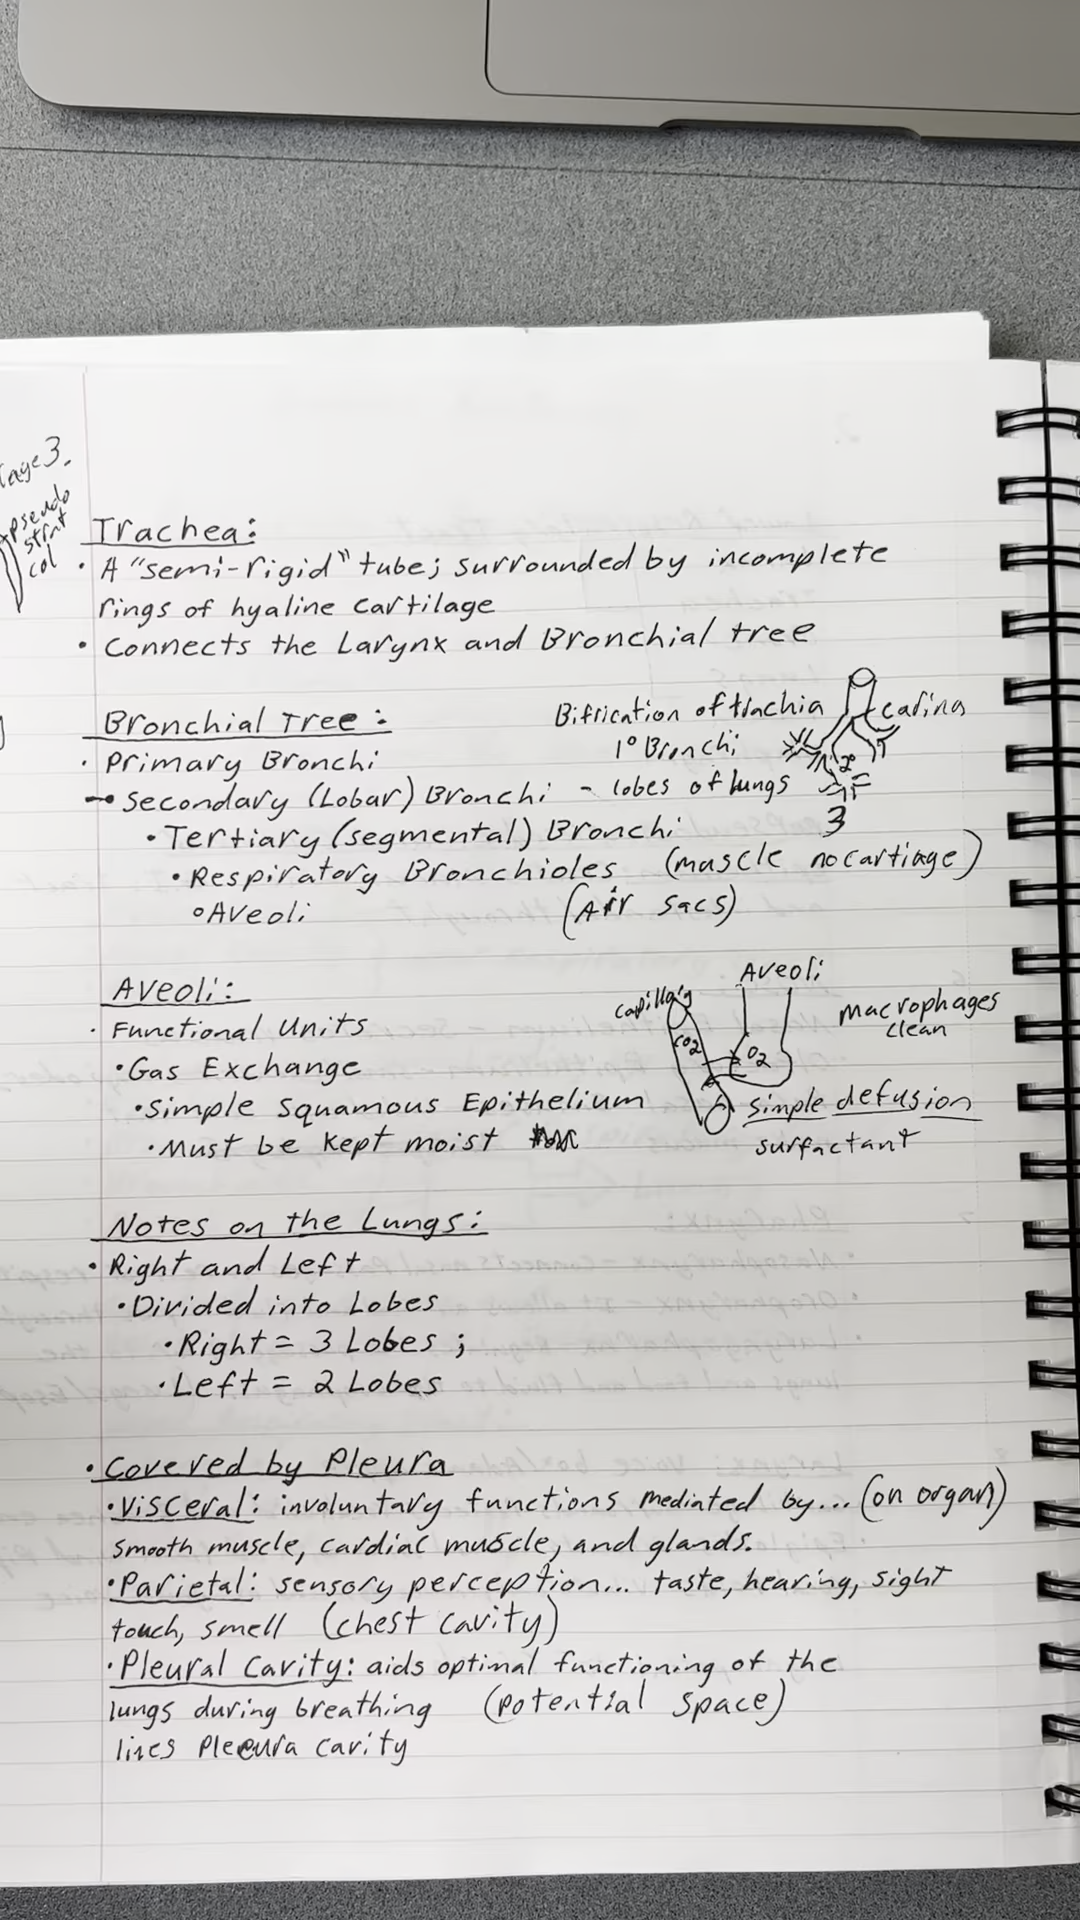 tage 3.
pseudo
strat
col
Trachea:
• A "semi-rigid" tube; surrounded by incomplete
rings of hyaline cartilage
• Connects the Larynx and Bronchial tree
Bronchial Tree:
Bifrication of trachia
carina
• Primary Bronchi
1° Bronchi
2°
• Secondary (Lobar) Bronchi - lobes of lungs
3
• Tertiary (segmental) Bronchi
• Respiratory Bronchioles (muscle no cartiage)
° Aveoli (Air sacs)
Aveoli:
Aveoli
capillary
macrophages
clean
• Functional Units
CO2
O2
• Gas Exchange
• Simple Squamous Epithelium
simple defusion
• Must be kept moist
surfactant
Notes on the Lungs:
• Right and Left
• Divided into Lobes
• Right = 3 Lobes ;
• Left = 2 Lobes
• Covered by Pleura
• Visceral: involuntary functions mediated by... (on organ)
smooth muscle, cardiac muscle, and glands.
• Parietal: sensory perception... taste, hearing, sight
touch, smell (chest cavity)
• Pleural Cavity: aids optimal functioning of the
lungs during breathing (potential space)
lines cavity